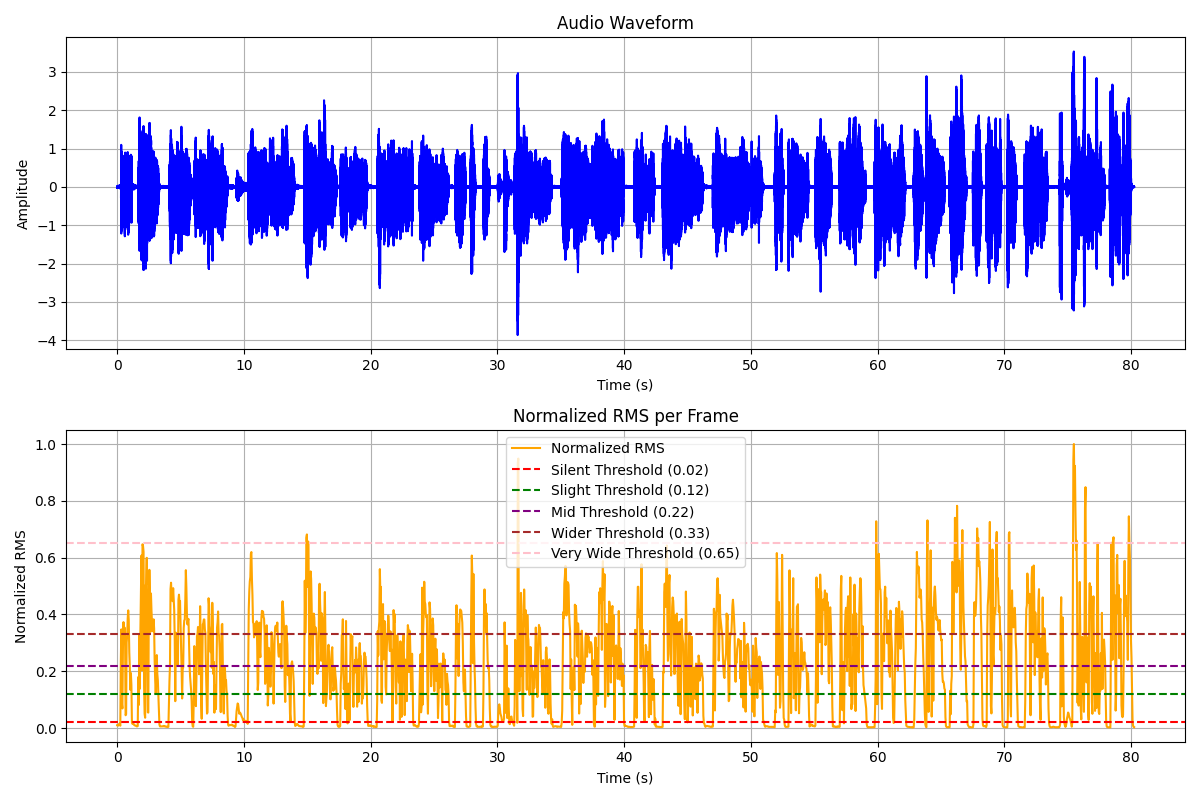 Audio Waveform
Amplitude
3
2
1
0
−1
−2
−3
−4
0 10 20 30 40 50 60 70 80
Time (s)
Normalized RMS per Frame
Normalized RMS
1.0
0.8
0.6
0.4
0.2
0.0
Normalized RMS
Silent Threshold (0.02)
Slight Threshold (0.12)
Mid Threshold (0.22)
Wider Threshold (0.33)
Very Wide Threshold (0.65)
0 10 20 30 40 50 60 70 80
Time (s)